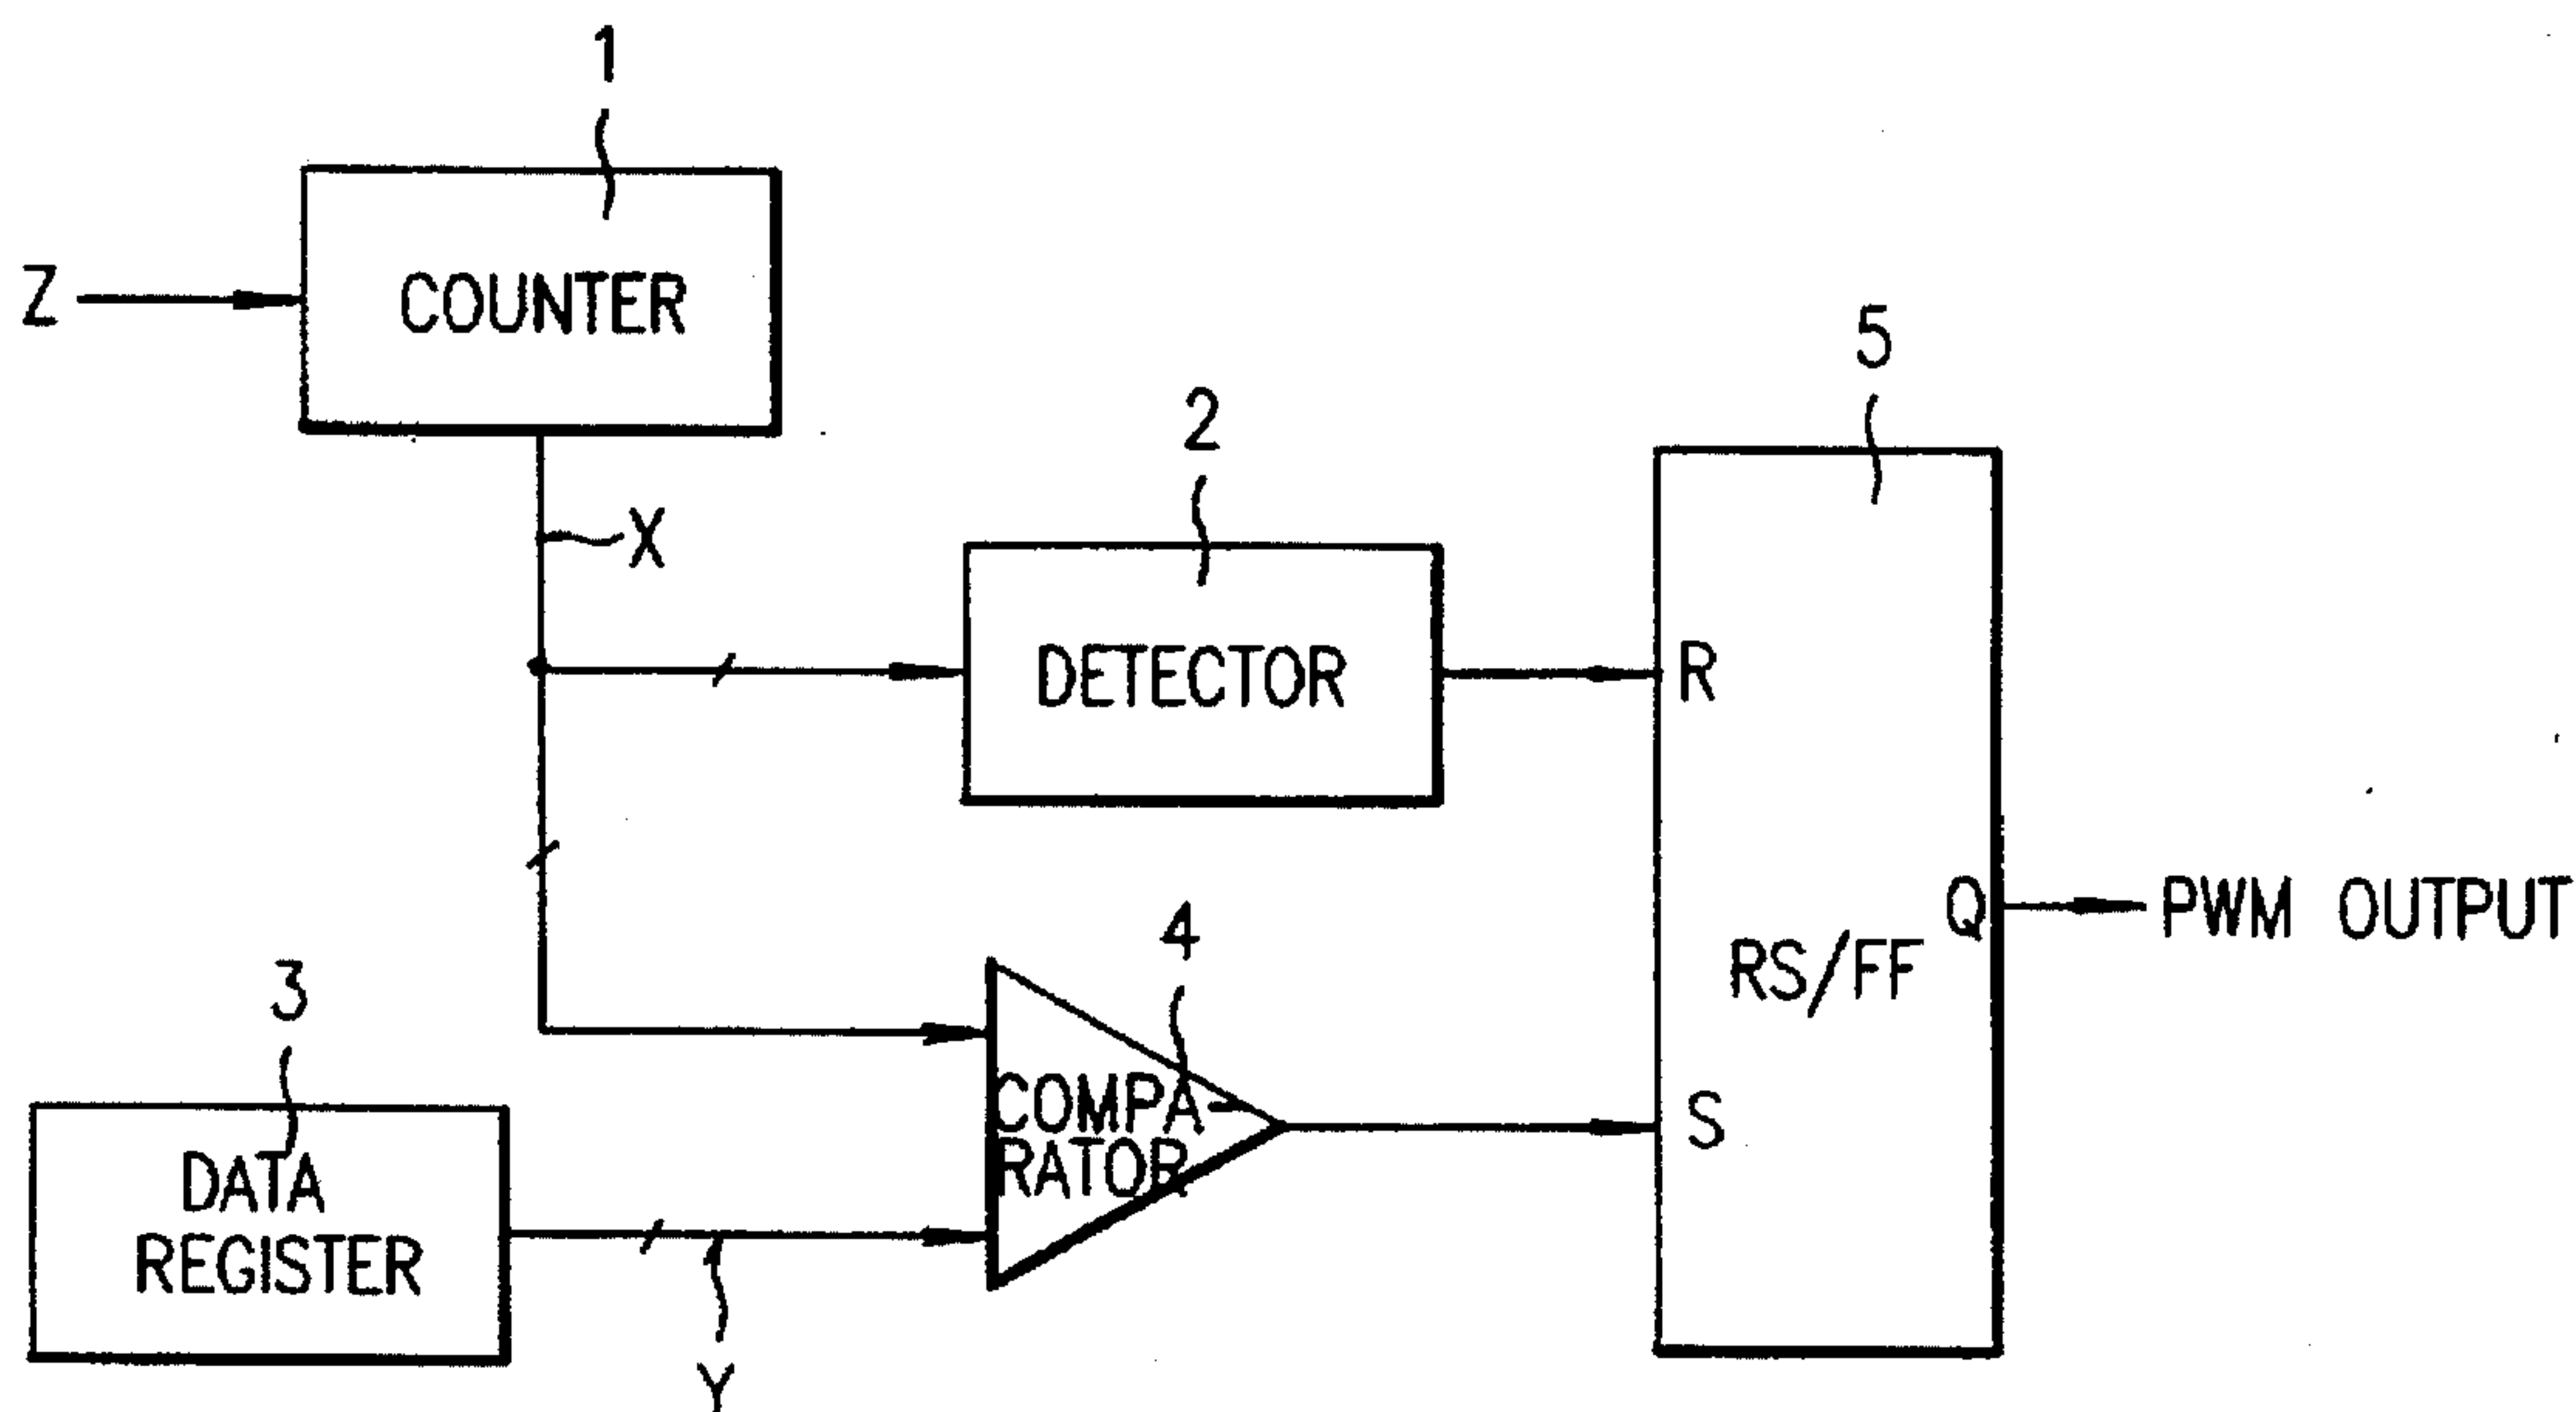 1
Z
COUNTER
X
2
DETECTOR
5
R
Q
PWM OUTPUT
RS/FF
S
3
DATA
REGISTER
4
COMPA-
RATOR
Y